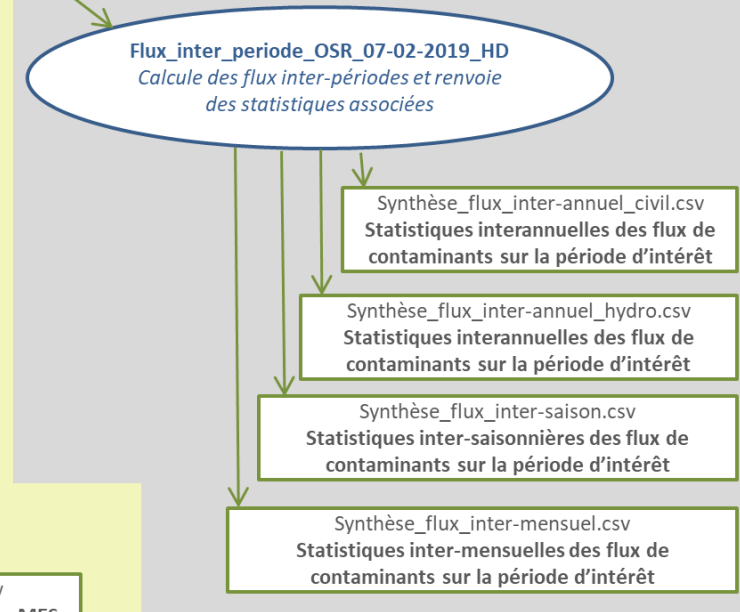 Flux_inter_periode_OSR_07-02-2019_HD
Calcule des flux inter-périodes et renvoie
des statistiques associées
Synthèse_flux_inter-annuel_civil.csv
Statistiques interannuelles des flux de
contaminants sur la période d’intérêt
Synthèse_flux_inter-annuel_hydro.csv
Statistiques interannuelles des flux de
contaminants sur la période d’intérêt
Synthèse_flux_inter-saison.csv
Statistiques inter-saisonnières des flux de
contaminants sur la période d’intérêt
Synthèse_flux_inter-mensuel.csv
Statistiques inter-mensuelles des flux de
contaminants sur la période d’intérêt